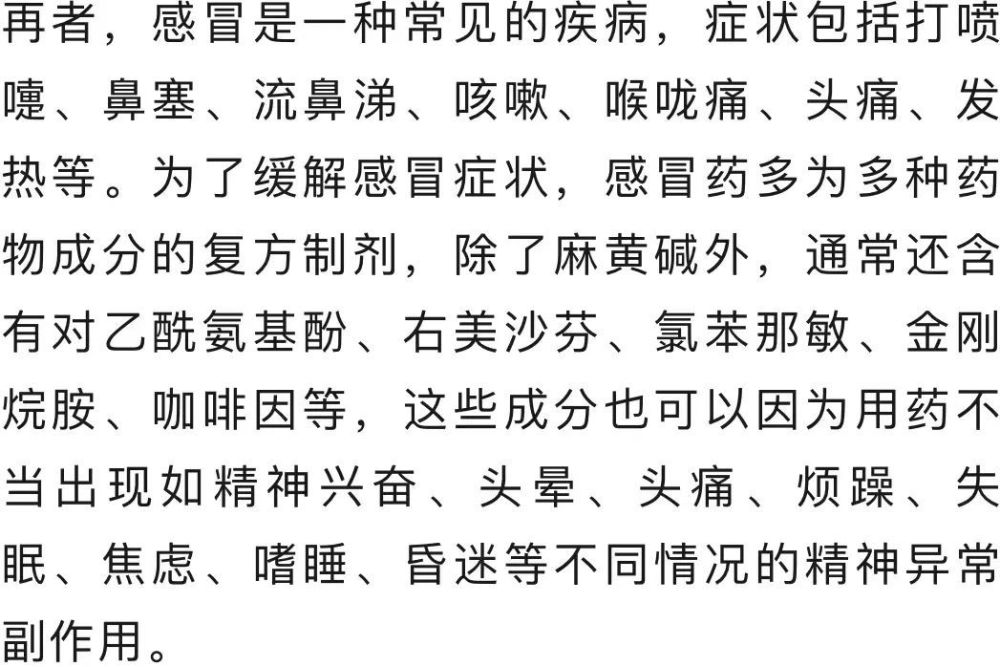 再者，感冒是一种常见的疾病，症状包括打喷
嚏、鼻塞、流鼻涕、咳嗽、喉咙痛、头痛、发
热等。为了缓解感冒症状，感冒药多为多种药
物成分的复方制剂，除了麻黄碱外，通常还含
有对乙酰氨基酚、右美沙芬、氯苯那敏、金刚
烷胺、咖啡因等，这些成分也可以因为用药不
当出现如精神兴奋、头晕、头痛、烦躁、失
眠、焦虑、嗜睡、昏迷等不同情况的精神异常
副作用。